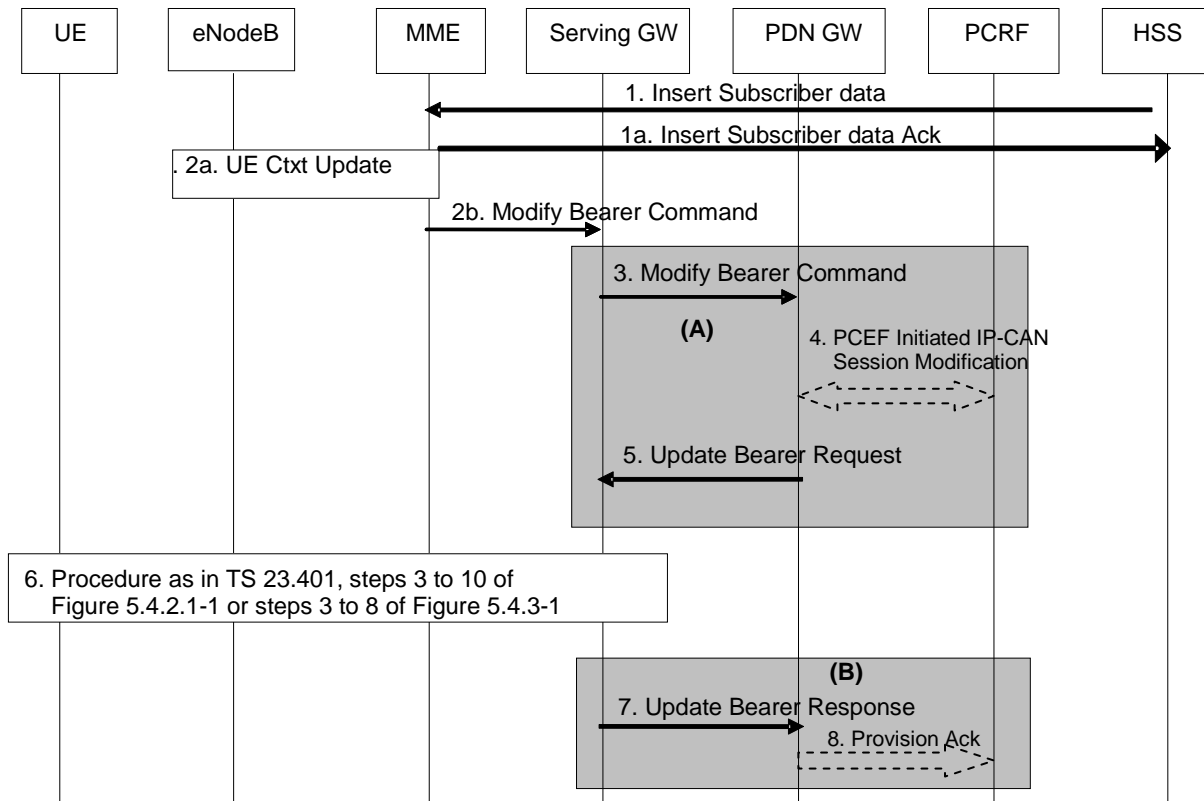 UE eNodeB MME Serving GW PDN GW PCRF HSS
1. Insert Subscriber data
1a. Insert Subscriber data Ack
. 2a. UE Ctxt Update
2b. Modify Bearer Command
3. Modify Bearer Command
(A)
4. PCEF Initiated IP-CAN
Session Modification
5. Update Bearer Request
6. Procedure as in TS 23.401, steps 3 to 10 of
Figure 5.4.2.1-1 or steps 3 to 8 of Figure 5.4.3-1
(B)
7. Update Bearer Response
8. Provision Ack